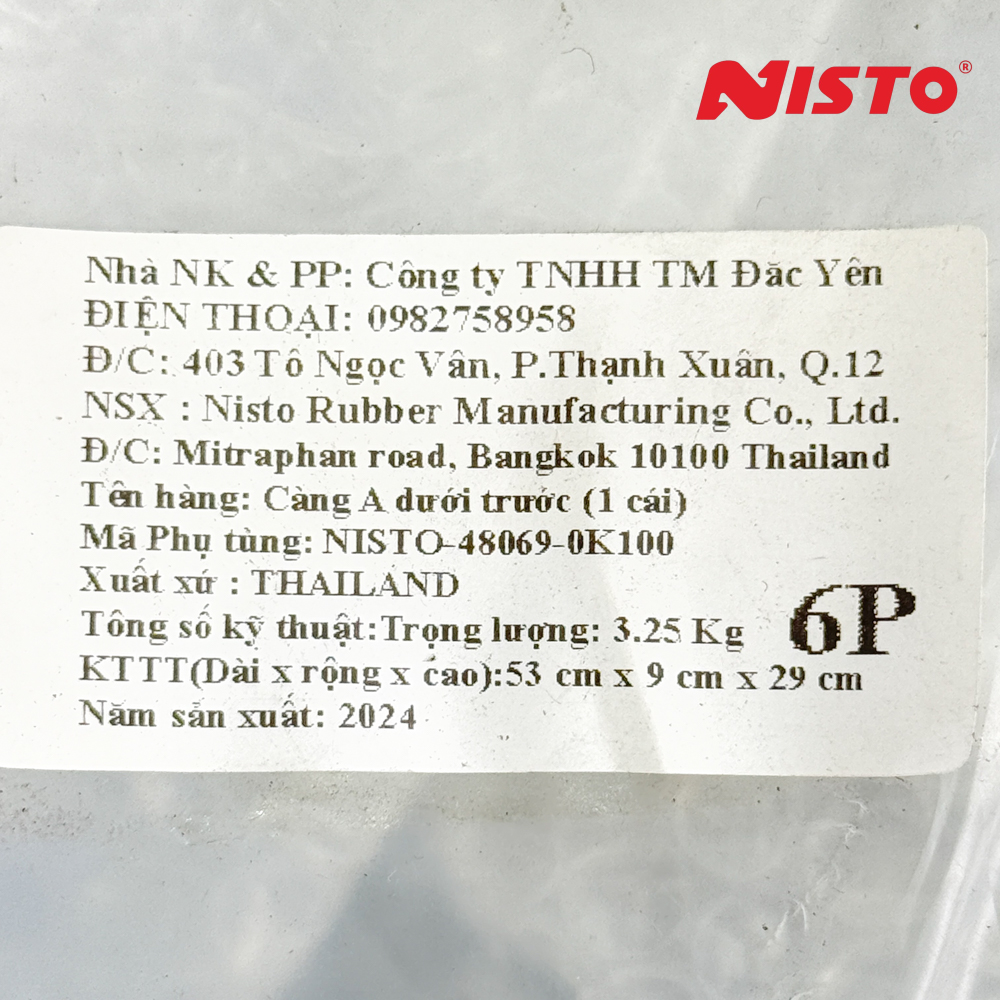 NISTO®
Nhà NK & PP: Công ty TNHH TM Đăc Yên
ĐIỆN THOẠI: 0982758958
Đ/C: 403 Tô Ngọc Vân, P.Thạnh Xuân, Q.12
NSX : Nisto Rubber Manufacturing Co., Ltd.
Đ/C: Mitraphan road, Bangkok 10100 Thailand
Tên hàng: Càng A dưới trước (1 cái)
Mã Phụ tùng: NISTO-48069-0K100
Xuất xứ : THAILAND
Tông số kỹ thuật:Trọng lượng: 3.25 Kg
6P
KTTT(Dài x rộng x cao):53 cm x 9 cm x 29 cm
Năm sản xuất: 2024